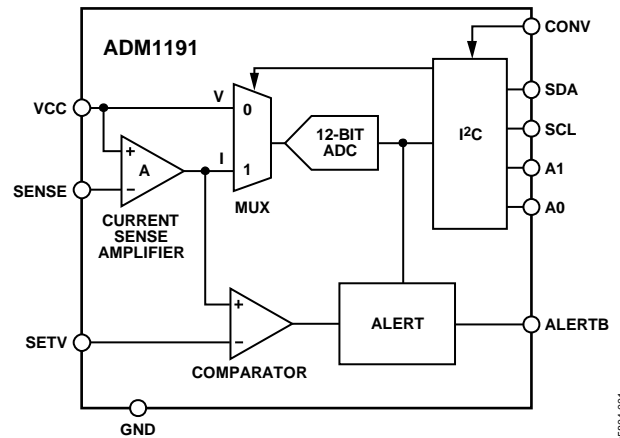 ADM1191
CONV
VCC
V
0
I
1
MUX
12-BIT
ADC
I²C
SDA
SCL
A1
A0
+
A
−
SENSE
CURRENT
SENSE
AMPLIFIER
+
−
COMPARATOR
ALERT
ALERTB
SETV
GND